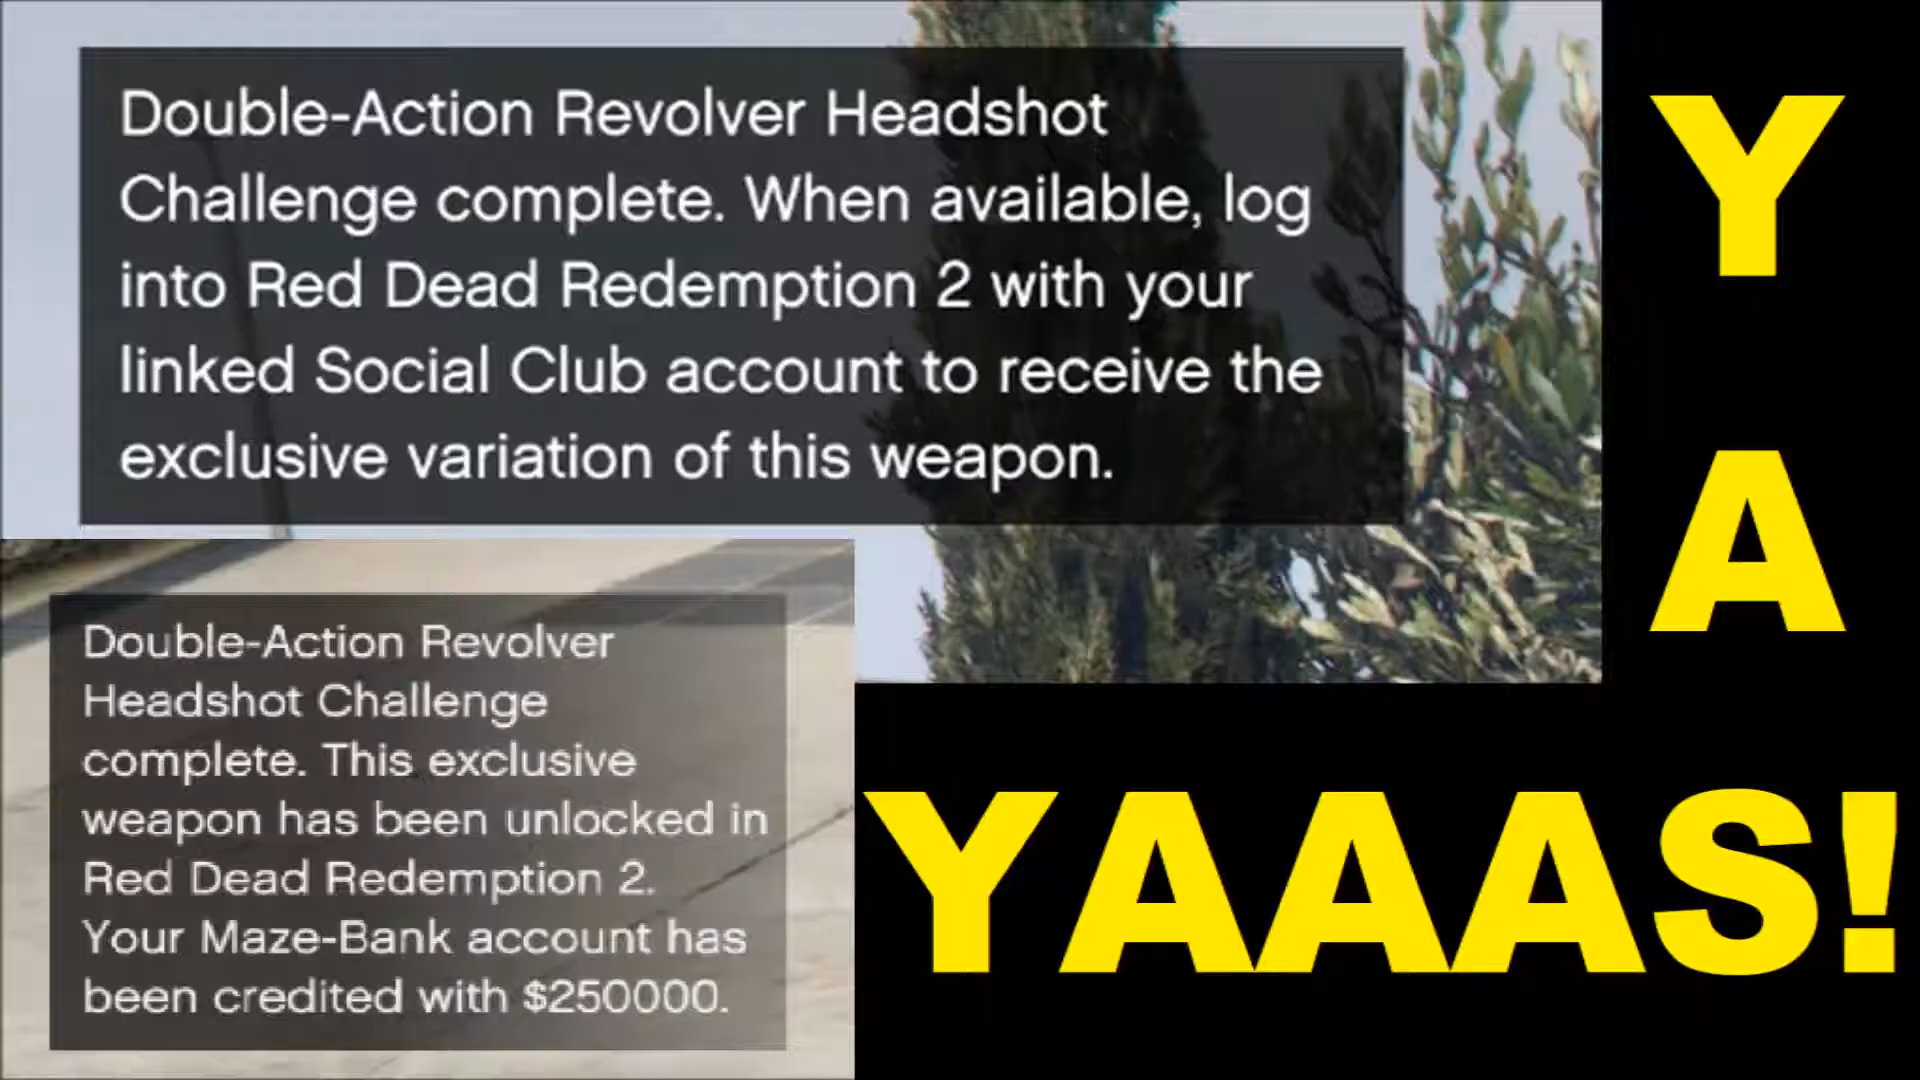 Double-Action Revolver Headshot
Challenge complete. When available, log
into Red Dead Redemption 2 with your
linked Social Club account to receive the
exclusive variation of this weapon.
Double-Action Revolver
Headshot Challenge
complete. This exclusive
weapon has been unlocked in
Red Dead Redemption 2.
Your Maze-Bank account has
been credited with $250000.
Y
A
YAAAS!